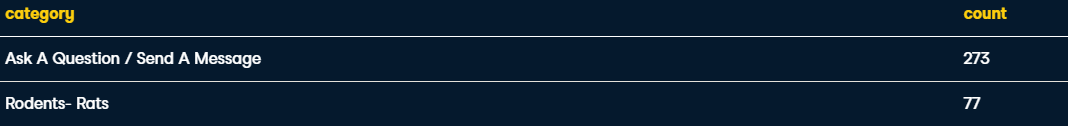 category count
Ask A Question / Send A Message 273
Rodents- Rats 77